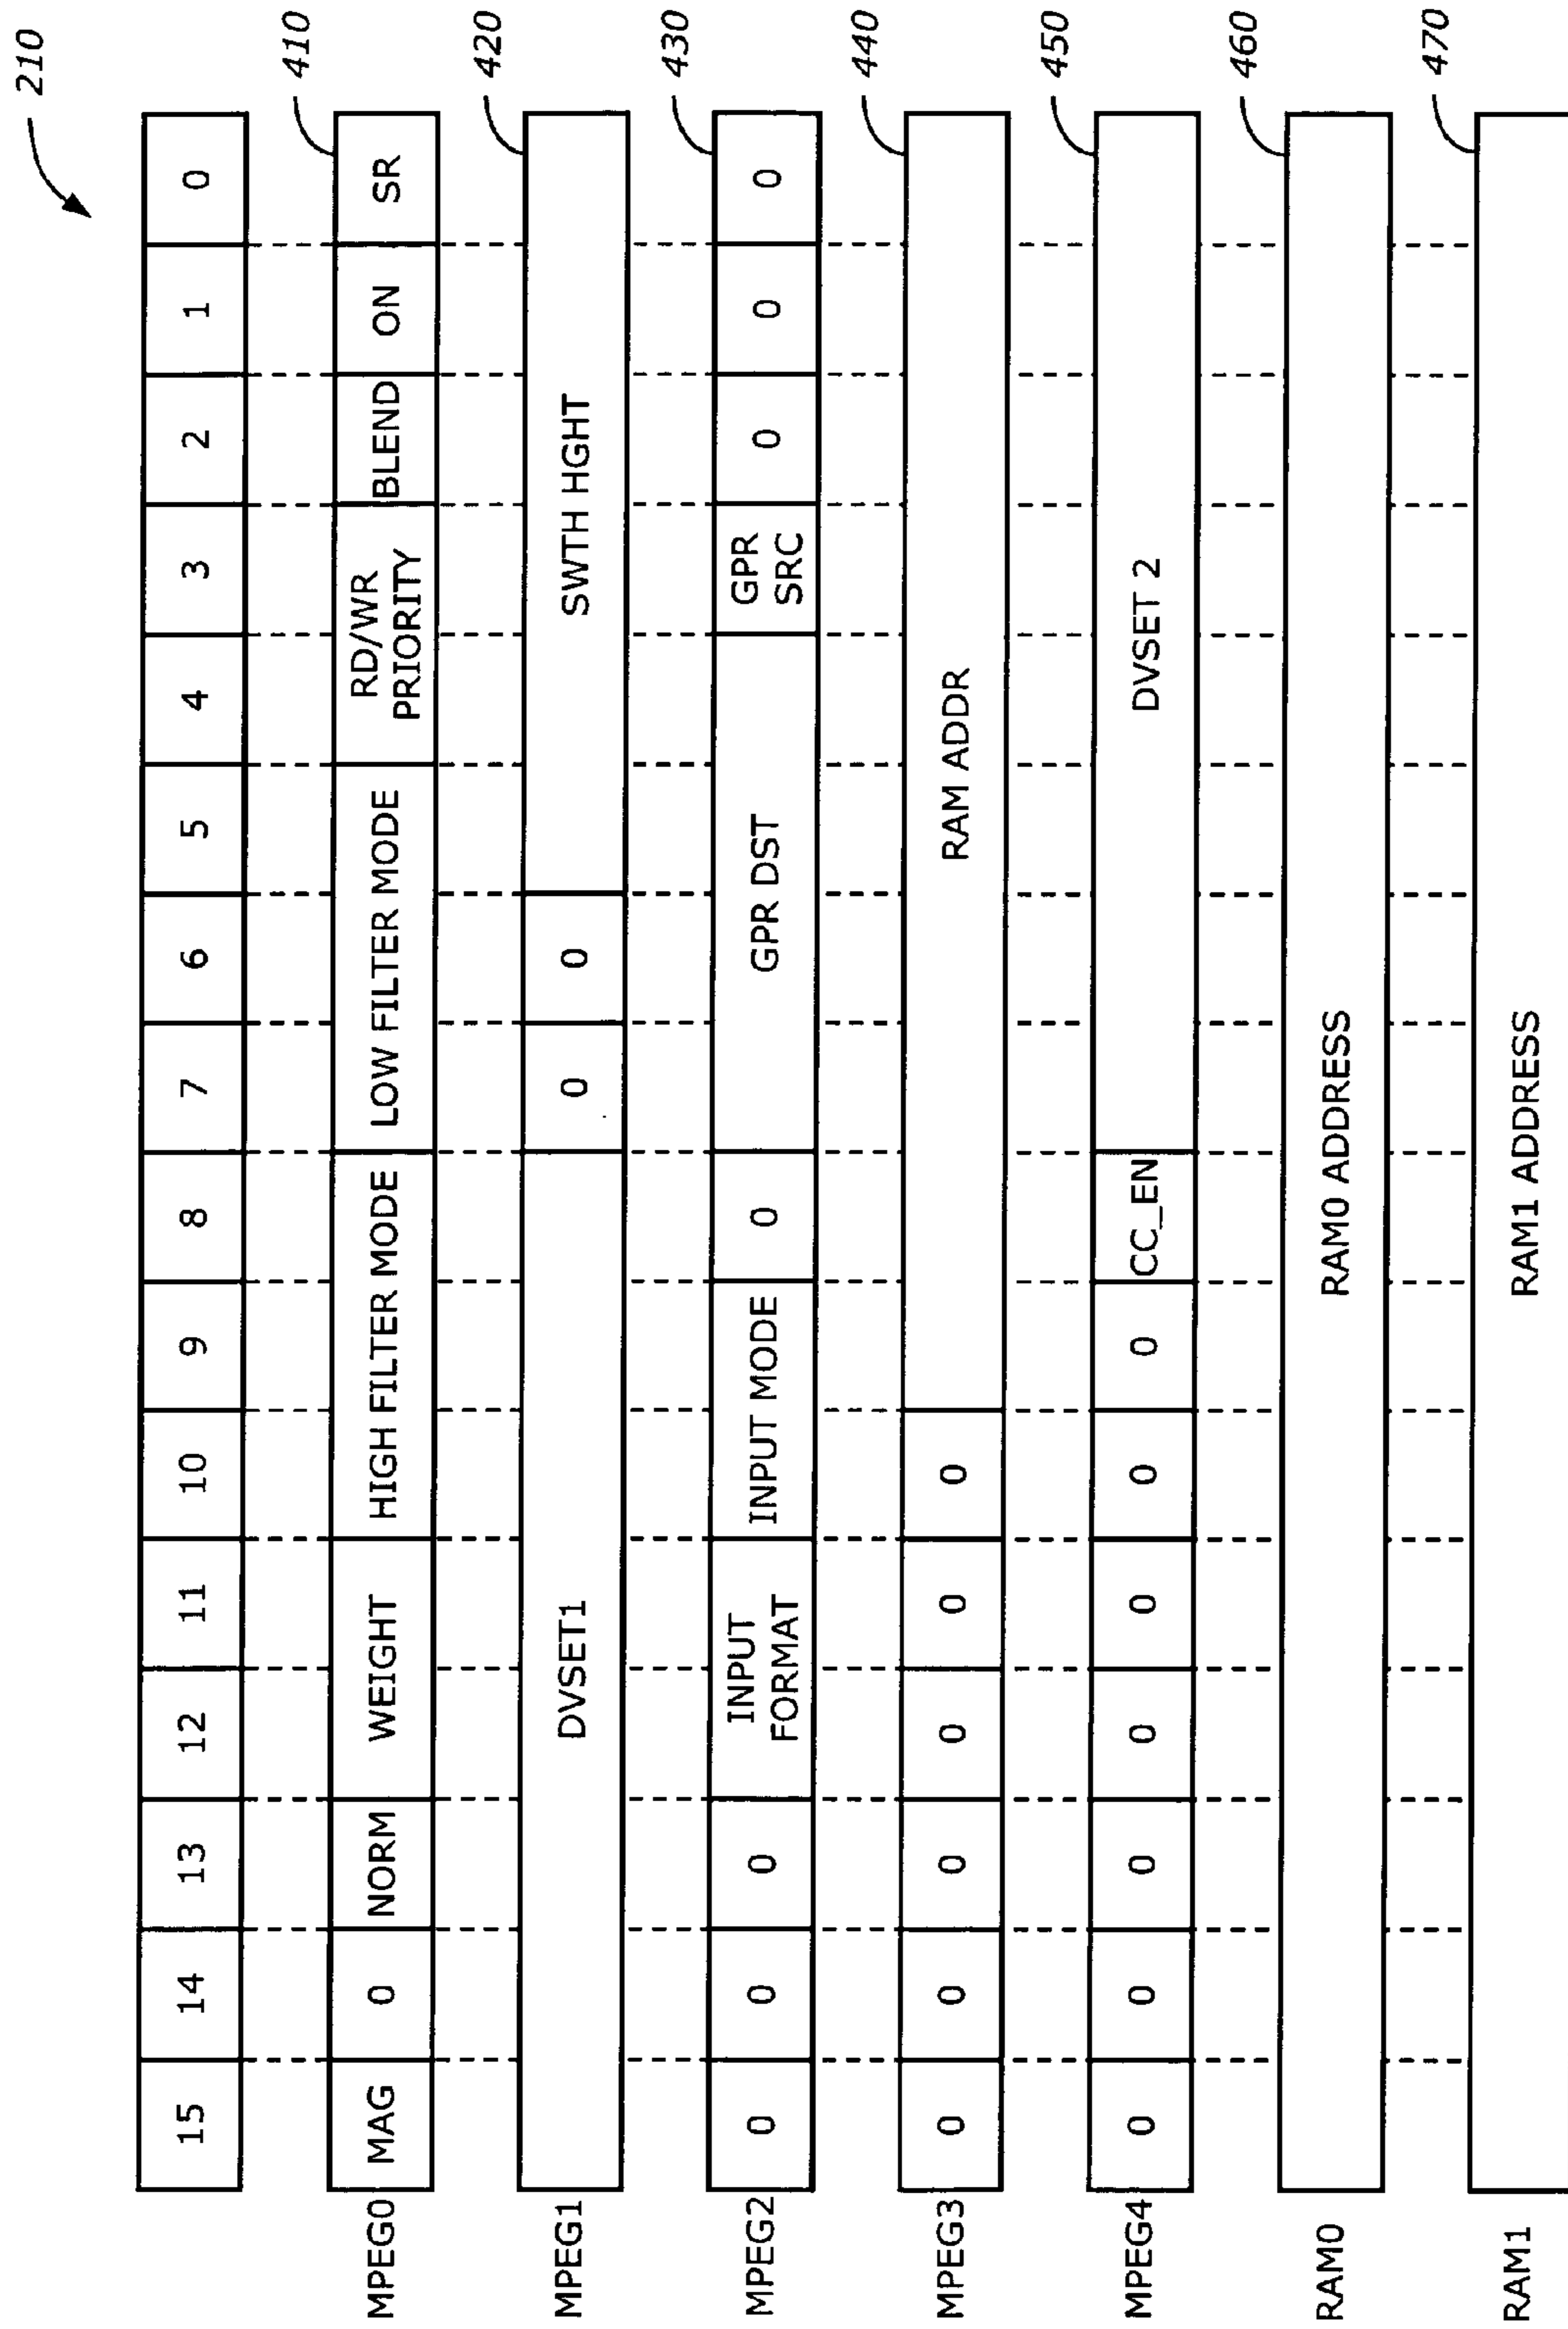 210
15 14 13 12 11 10 9 8 7 6 5 4 3 2 1 0
410
MPEG0 MAG 0 NORM WEIGHT HIGH FILTER MODE LOW FILTER MODE RD/WR PRIORITY BLEND ON SR
420
MPEG1 DVSET1 0 0 SWTH HGHT
430
MPEG2 0 0 0 INPUT FORMAT INPUT MODE 0 GPR DST GPR SRC 0 0 0
440
MPEG3 0 0 0 0 0 0 RAM ADDR
450
MPEG4 0 0 0 0 0 0 0 CC_EN DVSET 2
460
RAM0 RAM0 ADDRESS
470
RAM1 RAM1 ADDRESS